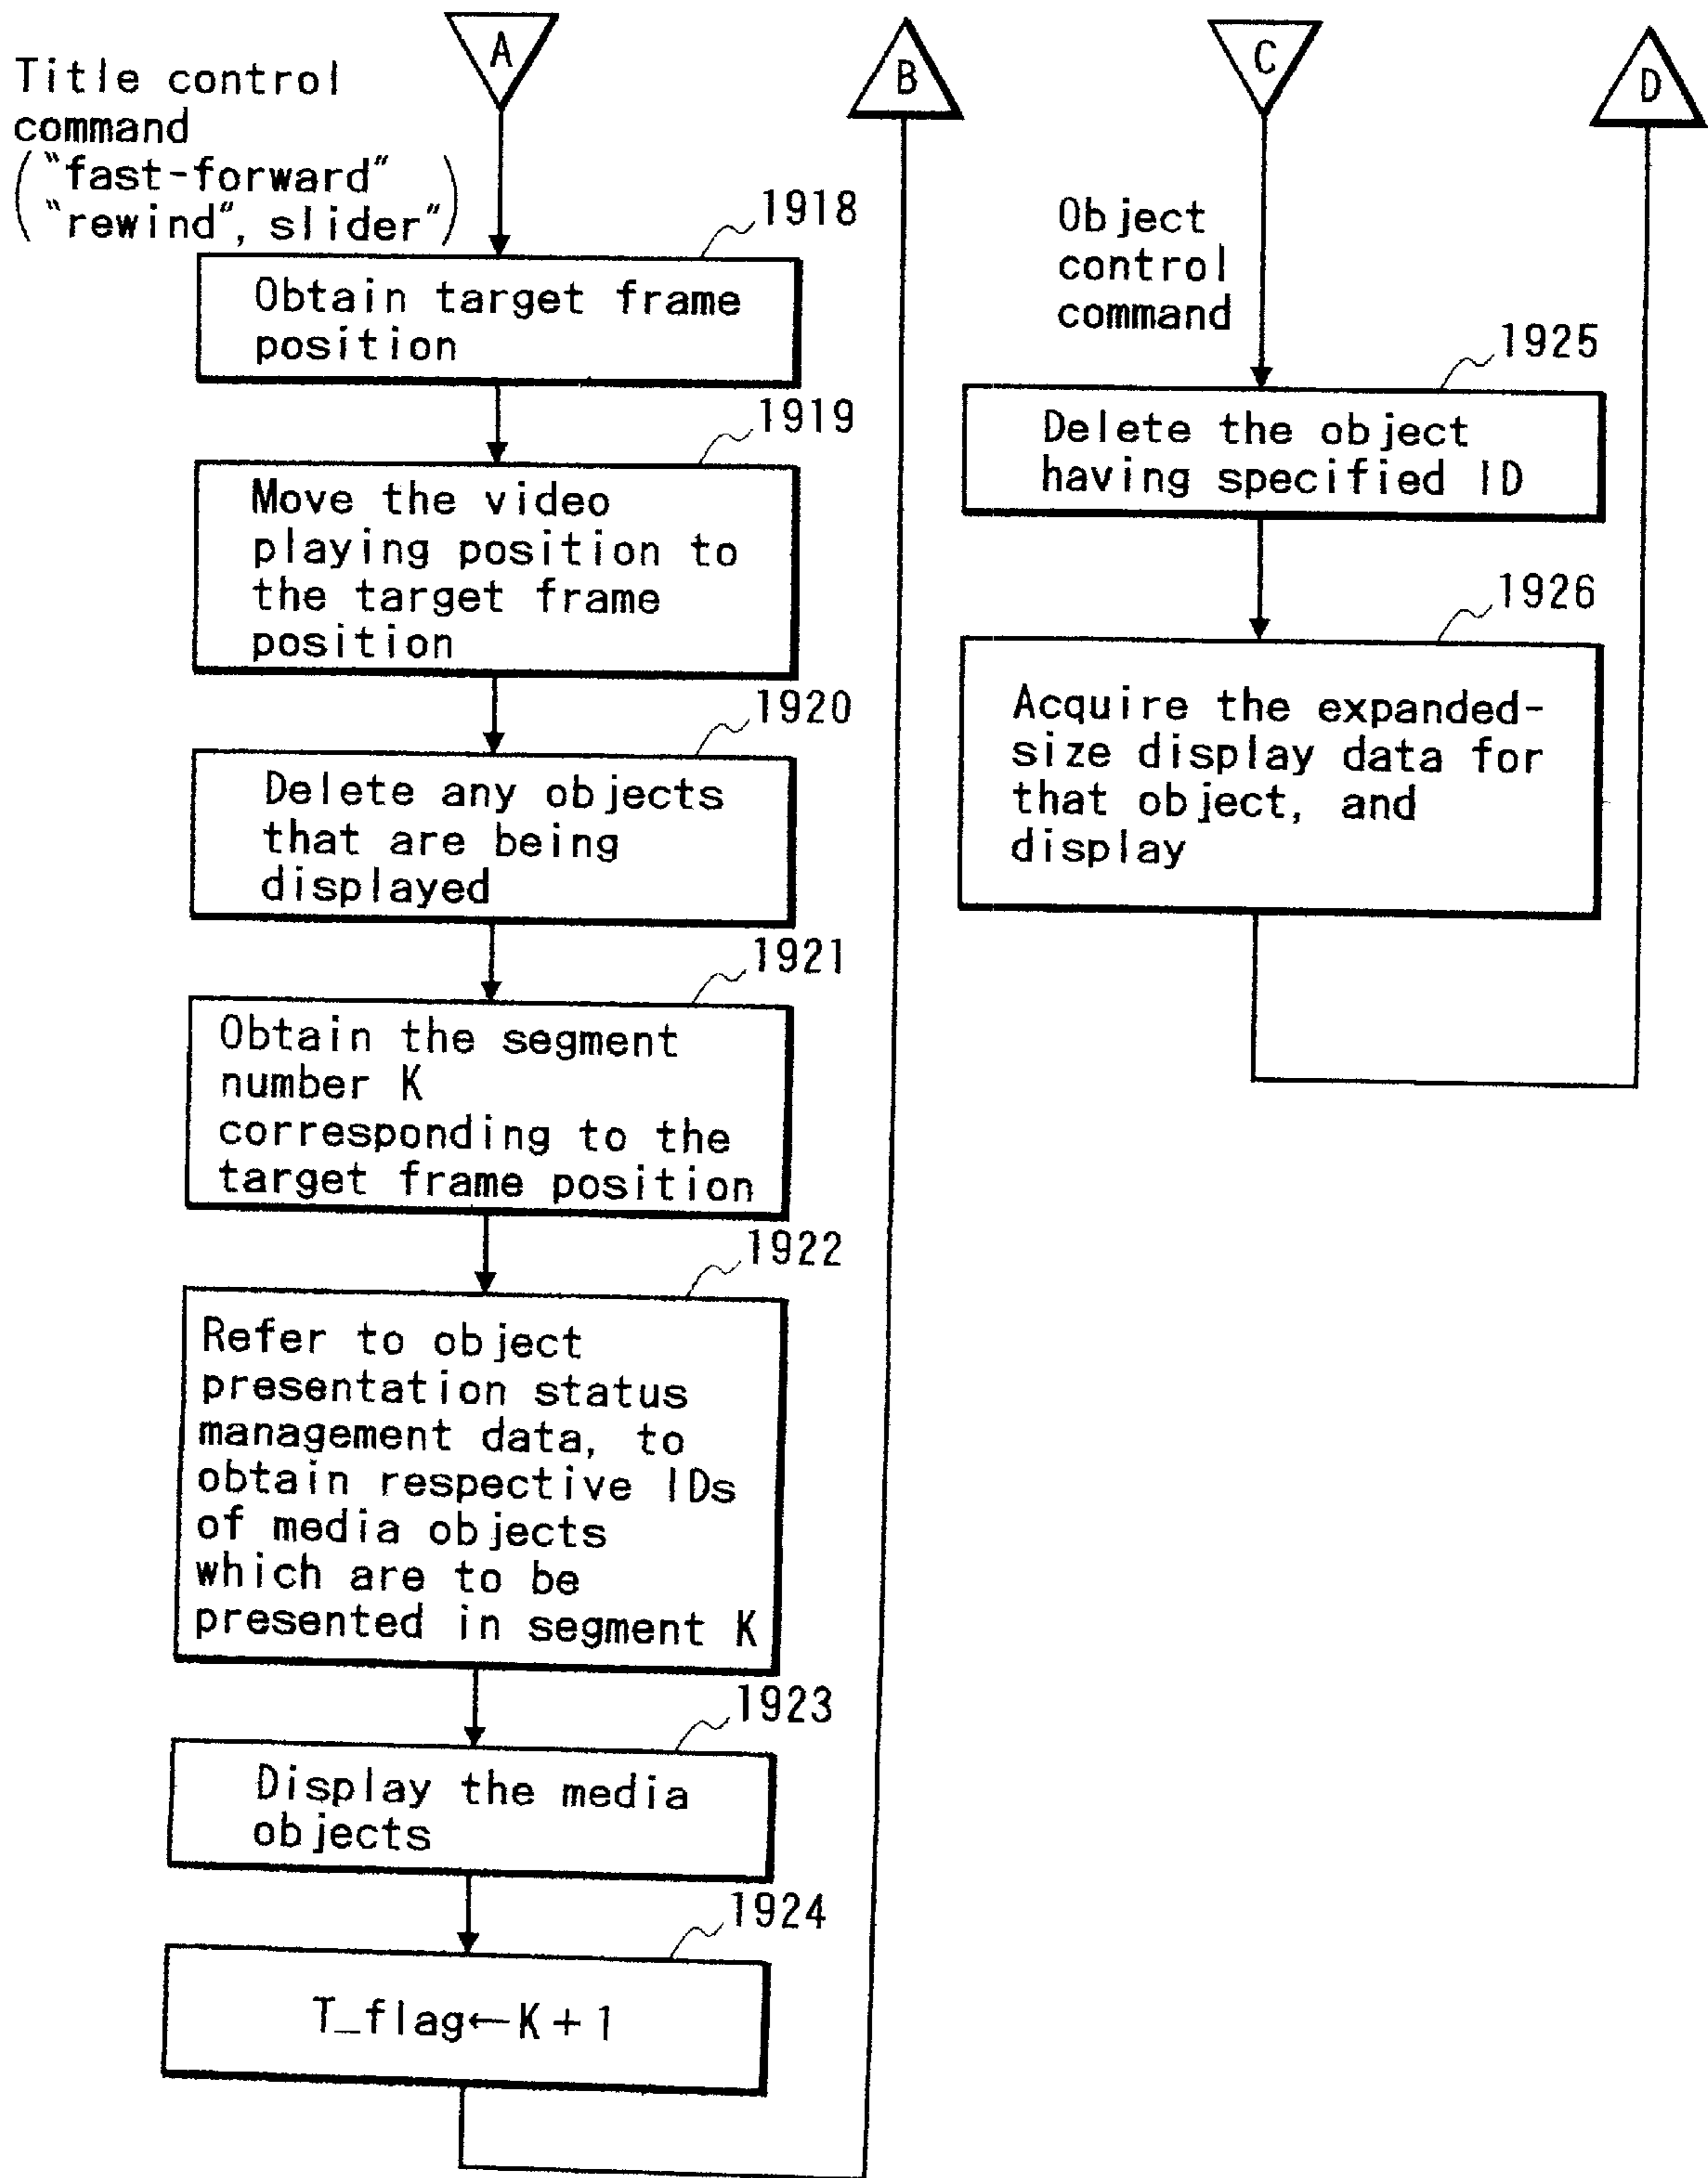 A
Title control
command
("fast-forward"
"rewind", slider")
1918
Obtain target frame
position
1919
Move the video
playing position to
the target frame
position
1920
Delete any objects
that are being
displayed
1921
Obtain the segment
number K
corresponding to the
target frame position
1922
Refer to object
presentation status
management data, to
obtain respective IDs
of media objects
which are to be
presented in segment K
1923
Display the media
objects
1924
T_flag←K+1
B
C
Object
control
command
1925
Delete the object
having specified ID
1926
Acquire the expanded-
size display data for
that object, and
display
D